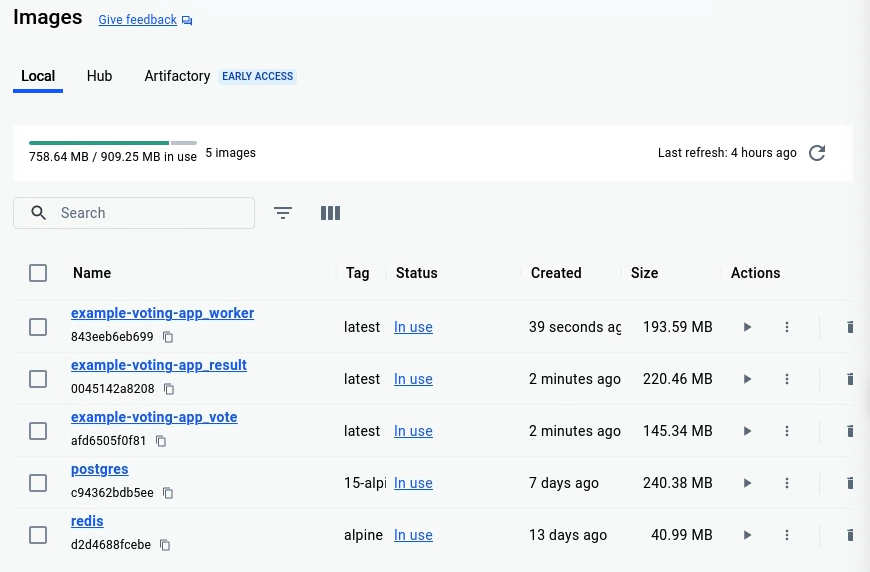 Images Give feedback
Local Hub Artifactory EARLY ACCESS
758.64 MB / 909.25 MB in use 5 images Last refresh: 4 hours ago
Search
Name Tag Status Created Size Actions
example-voting-app_worker
843eeb6eb699 latest In use 39 seconds ag 193.59 MB
example-voting-app_result
0045142a8208 latest In use 2 minutes ago 220.46 MB
example-voting-app_vote
afd6505f0f81 latest In use 2 minutes ago 145.34 MB
postgres
c94362bdb5ee 15-alpi In use 7 days ago 240.38 MB
redis
d2d4688fcebe alpine In use 13 days ago 40.99 MB